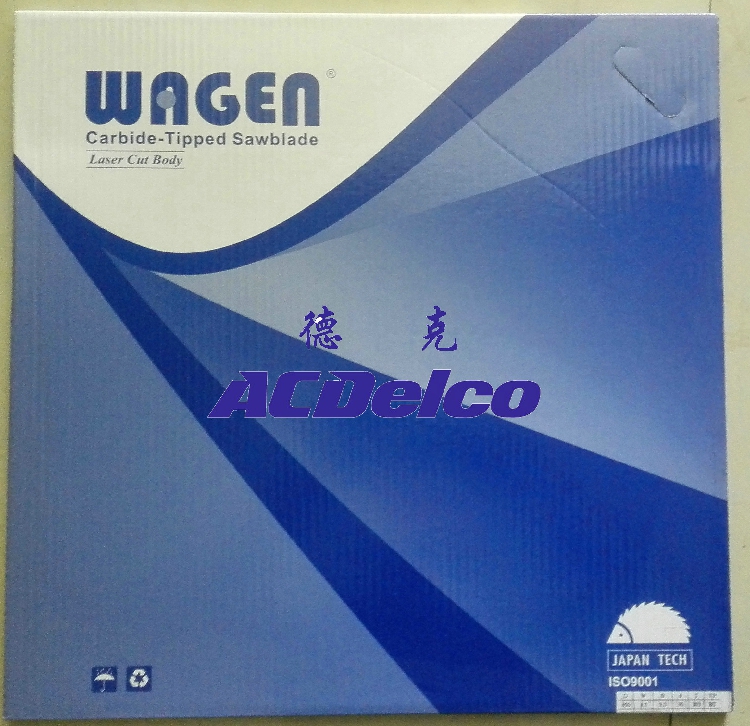 WAGEN®
Carbide-Tipped Sawblade
Laser Cut Body
德 克
ACDelco
JAPAN TECH
ISO9001